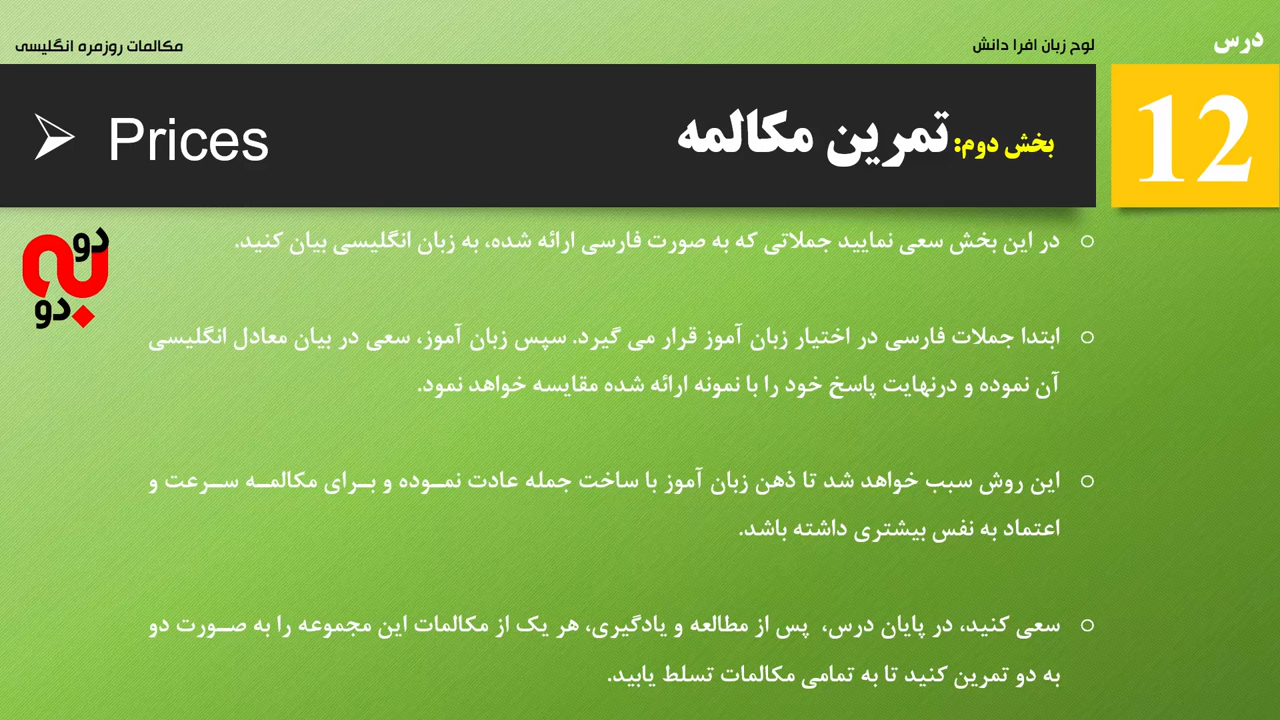 درس
لوح زبان افرا دانش
مکالمات روزمره انگلیسی
12
بخش دوم: تمرین مکالمه
Prices
دو
به
دو
در این بخش سعی نمایید جملاتی که به صورت فارسی ارائه شده، به زبان انگلیسی بیان کنید.
ابتدا جملات فارسی در اختیار زبان آموز قرار می گیرد. سپس زبان آموز، سعی در بیان معادل انگلیسی
آن نموده و درنهایت پاسخ خود را با نمونه ارائه شده مقایسه خواهد نمود.
این روش سبب خواهد شد تا ذهن زبان آموز با ساخت جمله عادت نمـوده و بـرای مکالمـه سـرعت و
اعتماد به نفس بیشتری داشته باشد.
سعی کنید، در پایان درس، پس از مطالعه و یادگیری، هر یک از مکالمات این مجموعه را به صـورت دو
به دو تمرین کنید تا به تمامی مکالمات تسلط یابید.